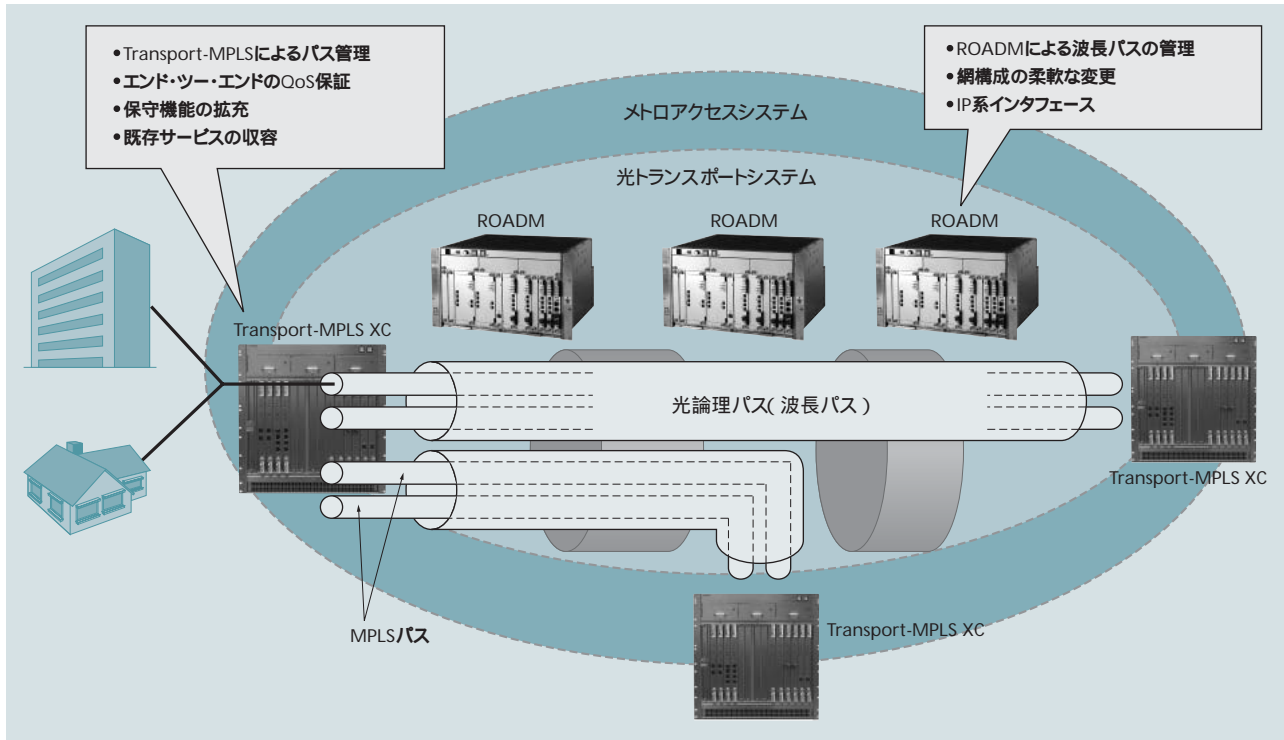 •Transport-MPLSによるパス管理
•エンド・ツー・エンドのQoS保証
•保守機能の拡充
•既存サービスの収容
•ROADMによる波長パスの管理
•網構成の柔軟な変更
•IP系インタフェース
メトロアクセスシステム
光トランスポートシステム
ROADM
ROADM
ROADM
Transport-MPLS XC
光論理パス(波長パス)
Transport-MPLS XC
MPLSパス
Transport-MPLS XC